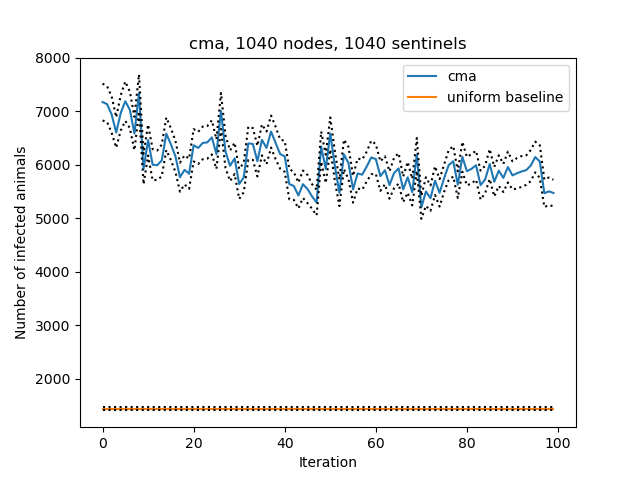 cma, 1040 nodes, 1040 sentinels
8000
7000
6000
5000
4000
3000
2000
Number of infected animals
cma
uniform baseline
0 20 40 60 80 100
Iteration